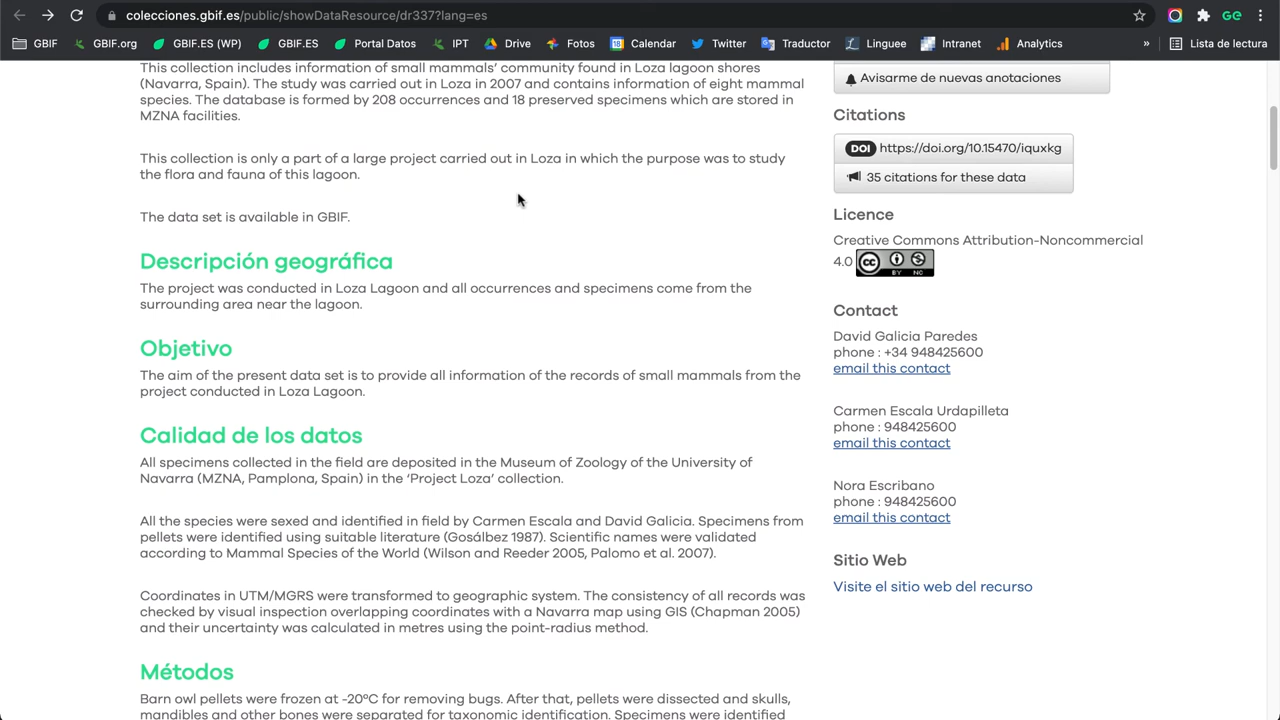 colecciones.gbif.es/public/showDataResource/dr337?lang=es
GE
GBIF
GBIF.org
GBIF.ES (WP)
GBIF.ES
Portal Datos
IPT
Drive
Fotos
18 Calendar
Twitter
Traductor
Linguee
Intranet
Analytics
»
Lista de lectura
This collection includes information of small mammals’ community found in Loza lagoon shores
(Navarra, Spain). The study was carried out in Loza in 2007 and contains information of eight mammal
species. The database is formed by 208 occurrences and 18 preserved specimens which are stored in
MZNA facilities.
This collection is only a part of a large project carried out in Loza in which the purpose was to study
the flora and fauna of this lagoon.
The data set is available in GBIF.
Descripción geográfica
The project was conducted in Loza Lagoon and all occurrences and specimens come from the
surrounding area near the lagoon.
Objetivo
The aim of the present data set is to provide all information of the records of small mammals from the
project conducted in Loza Lagoon.
Calidad de los datos
All specimens collected in the field are deposited in the Museum of Zoology of the University of
Navarra (MZNA, Pamplona, Spain) in the ‘Project Loza’ collection.
All the species were sexed and identified in field by Carmen Escala and David Galicia. Specimens from
pellets were identified using suitable literature (Gosálbez 1987). Scientific names were validated
according to Mammal Species of the World (Wilson and Reeder 2005, Palomo et al. 2007).
Coordinates in UTM/MGRS were transformed to geographic system. The consistency of all records was
checked by visual inspection overlapping coordinates with a Navarra map using GIS (Chapman 2005)
and their uncertainty was calculated in metres using the point-radius method.
Métodos
Barn owl pellets were frozen at -20ºC for removing bugs. After that, pellets were dissected and skulls,
mandibles and other bones were separated for taxonomic identification. Specimens were identified
Avisarme de nuevas anotaciones
Citations
DOI https://doi.org/10.15470/iquxkg
35 citations for these data
Licence
Creative Commons Attribution-Noncommercial
4.0 cc BY NC
Contact
David Galicia Paredes
phone : +34 948425600
email this contact
Carmen Escala Urdapilleta
phone : 948425600
email this contact
Nora Escribano
phone : 948425600
email this contact
Sitio Web
Visite el sitio web del recurso